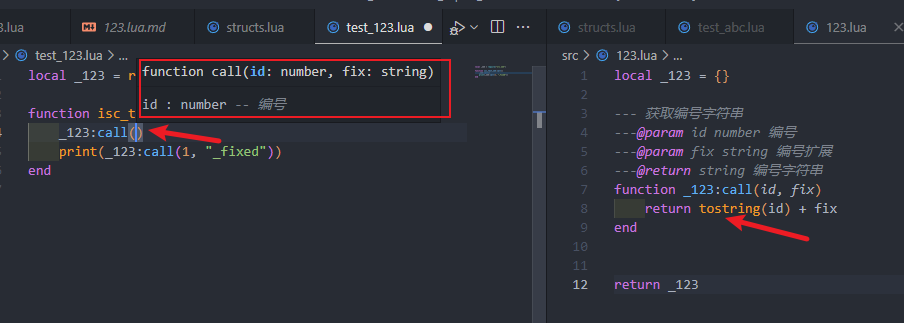 3.lua
123.lua.md
structs.lua
test_123.lua
test_123.lua > ...
local _123 = r
function call(id: number, fix: string)
id : number -- 编号
function isc_t
_123:call()
print(_123:call(1, "_fixed"))
end
structs.lua
test_abc.lua
123.lua
src > 123.lua > ...
1 local _123 = {}
2
3 --- 获取编号字符串
4 ---@param id number 编号
5 ---@param fix string 编号扩展
6 ---@return string 编号字符串
7 function _123:call(id, fix)
8 return tostring(id) + fix
9 end
10
11
12 return _123